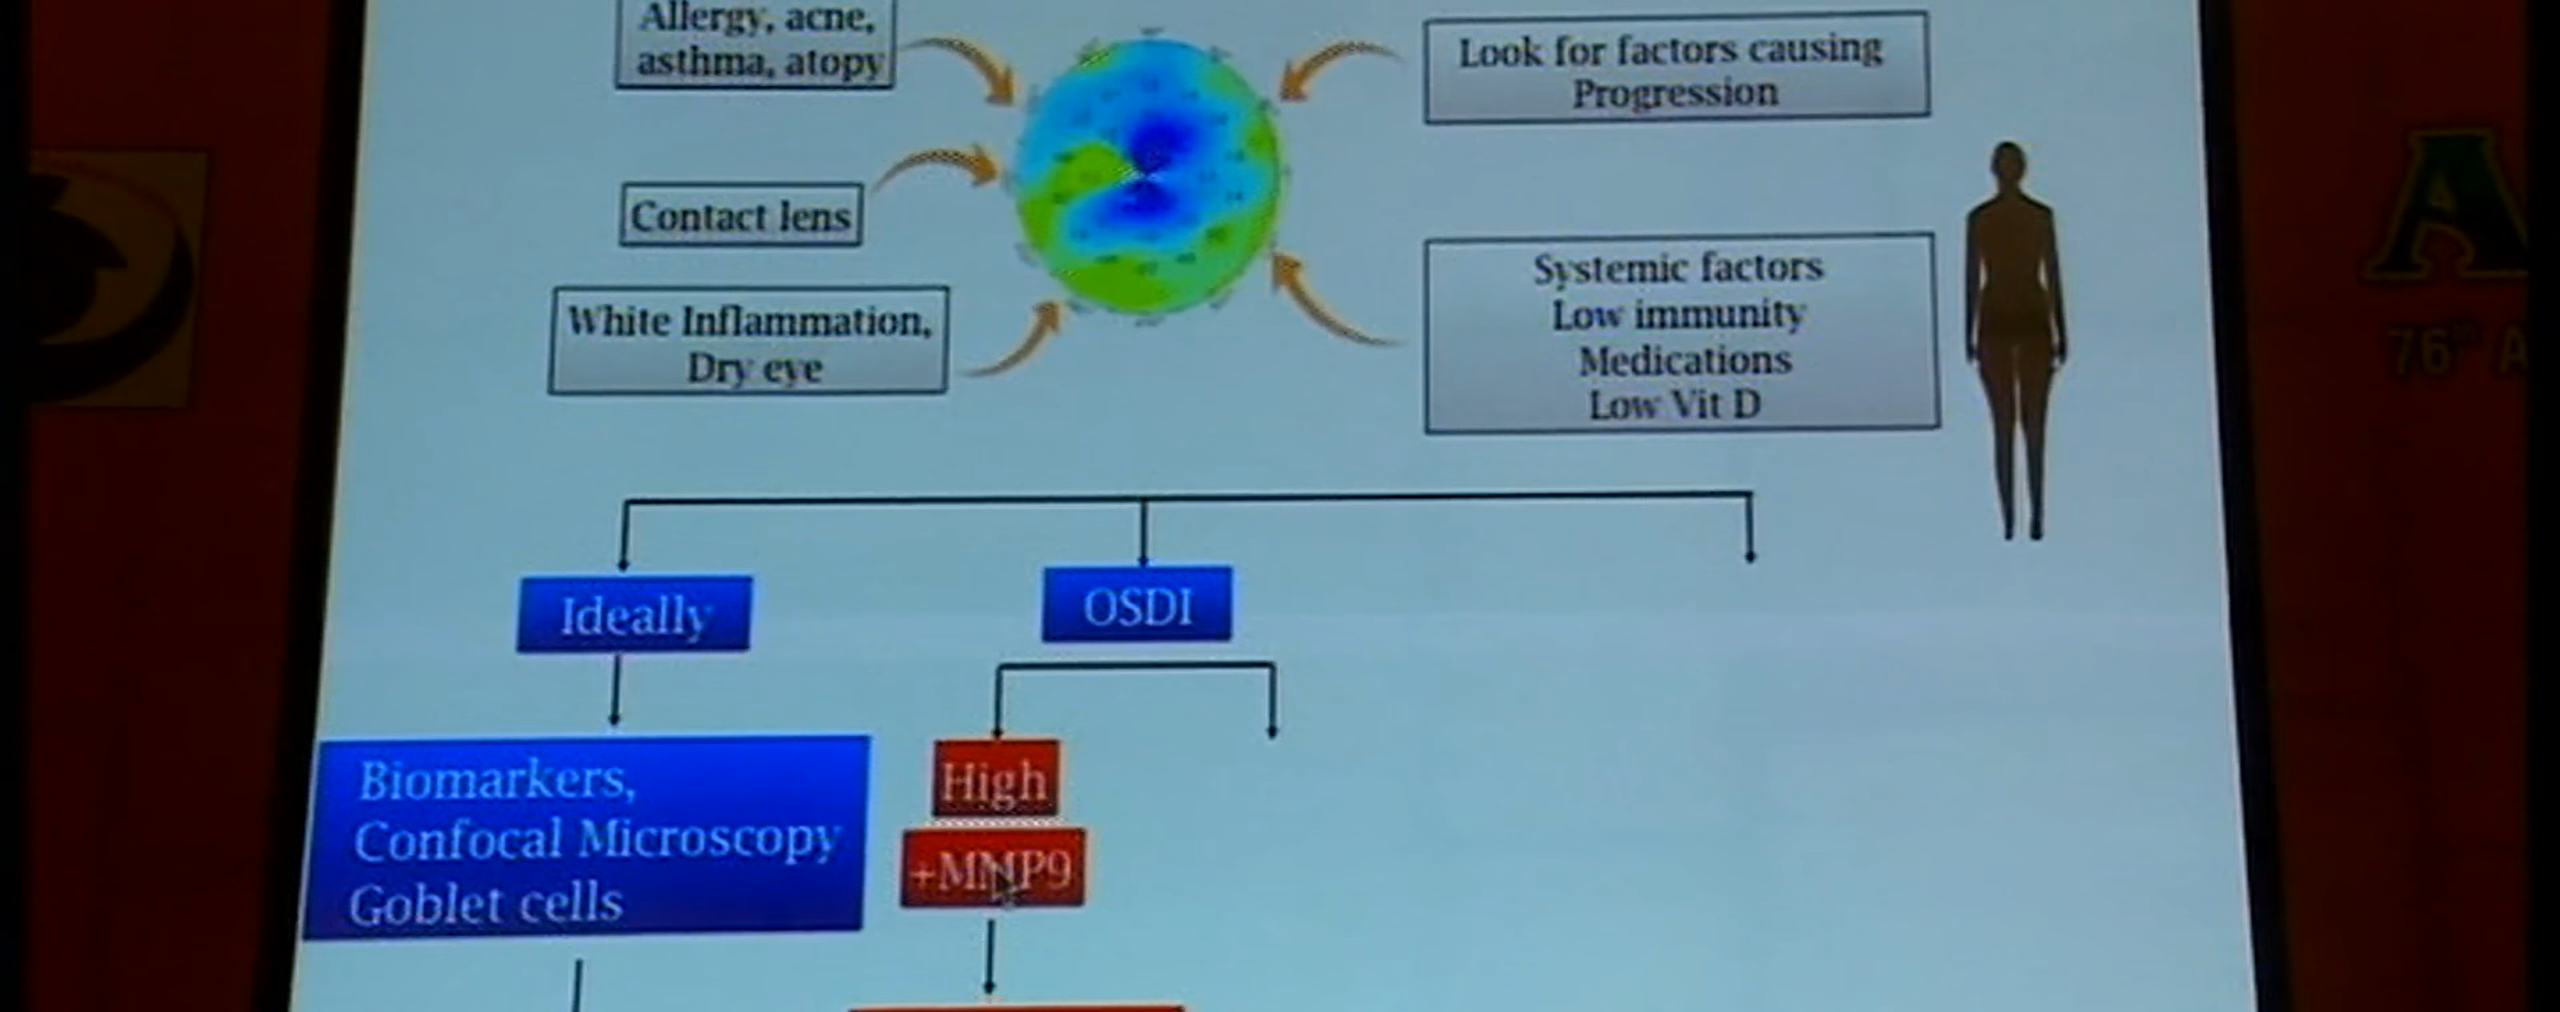 Allergy, acne,
asthma, atopy
Look for factors causing
Progression
Contact lens
White Inflammation,
Dry eye
Systemic factors
Low immunity
Medications
Low Vit D
Ideally
OSDI
Biomarkers,
Confocal Microscopy
Goblet cells
High
+MMP9
A
76th A